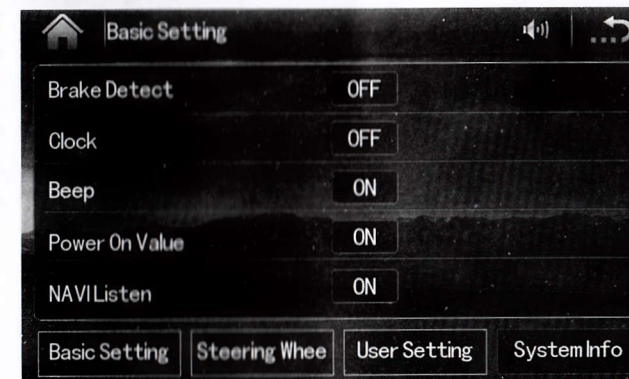 Basic Setting
Brake Detect OFF
Clock OFF
Beep ON
Power On Value ON
NAVI Listen ON
Basic Setting Steering Whee User Setting System Info